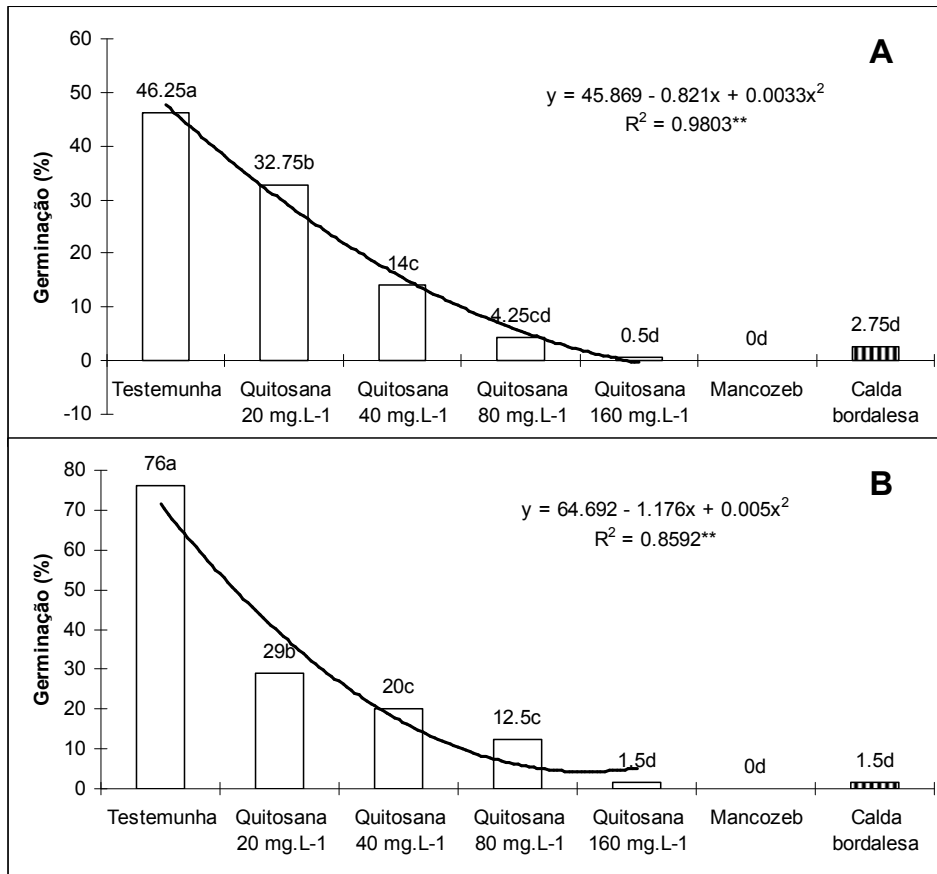 A
60
50
40
30
20
10
0
-10
Germinação (%)
y = 45.869 - 0.821x + 0.0033x²
R² = 0.9803**
46.25a
32.75b
14c
4.25cd
0.5d
0d
2.75d
Testemunha
Quitosana
20 mg.L-1
Quitosana
40 mg.L-1
Quitosana
80 mg.L-1
Quitosana
160 mg.L-1
Mancozeb
Calda
bordalesa
B
80
70
60
50
40
30
20
10
0
Germinação (%)
y = 64.692 - 1.176x + 0.005x²
R² = 0.8592**
76a
29b
20c
12.5c
1.5d
0d
1.5d
Testemunha
Quitosana
20 mg.L-1
Quitosana
40 mg.L-1
Quitosana
80 mg.L-1
Quitosana
160 mg.L-1
Mancozeb
Calda
bordalesa